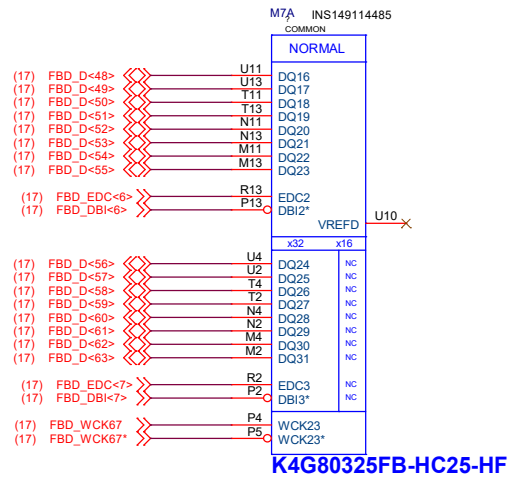 M7A INS149114485
?
COMMON
NORMAL
(17) FBD_D<48> U11 DQ16
(17) FBD_D<49> U13 DQ17
(17) FBD_D<50> T11 DQ18
(17) FBD_D<51> T13 DQ19
(17) FBD_D<52> N11 DQ20
(17) FBD_D<53> N13 DQ21
(17) FBD_D<54> M11 DQ22
(17) FBD_D<55> M13 DQ23
(17) FBD_EDC<6> R13 EDC2
(17) FBD_DBI<6> P13 DBI2*
VREFD U10
x32 x16
(17) FBD_D<56> U4 DQ24 NC
(17) FBD_D<57> U2 DQ25 NC
(17) FBD_D<58> T4 DQ26 NC
(17) FBD_D<59> T2 DQ27 NC
(17) FBD_D<60> N4 DQ28 NC
(17) FBD_D<61> N2 DQ29 NC
(17) FBD_D<62> M4 DQ30 NC
(17) FBD_D<63> M2 DQ31 NC
(17) FBD_EDC<7> R2 EDC3 NC
(17) FBD_DBI<7> P2 DBI3* NC
(17) FBD_WCK67 P4 WCK23
(17) FBD_WCK67* P5 WCK23*
K4G80325FB-HC25-HF